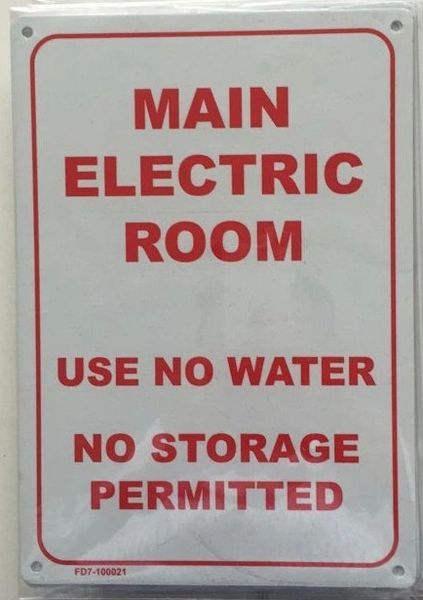 MAIN
ELECTRIC
ROOM
USE NO WATER
NO STORAGE
PERMITTED
FD7-100021